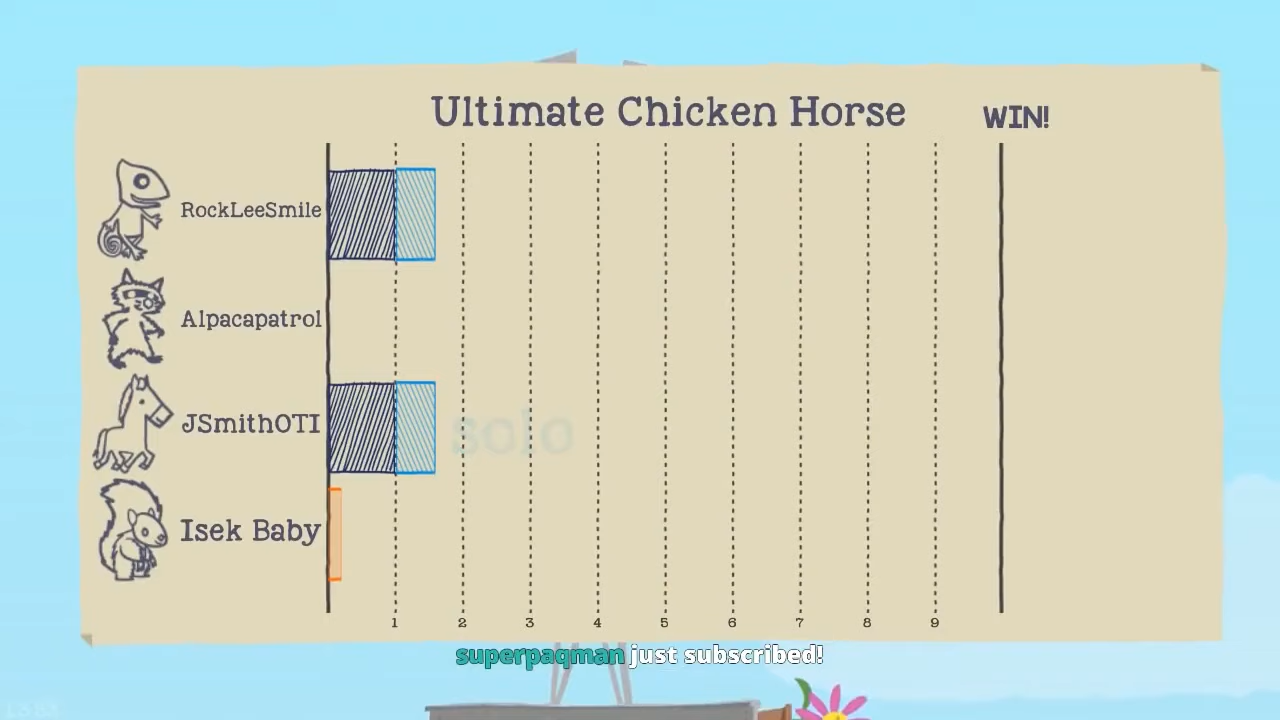 Ultimate Chicken Horse
WIN!
RockLeeSmile
Alpacapatrol
JSmithOTI
solo
Isek Baby
1 2 3 4 5 6 7 8 9
superpaqman just subscribed!